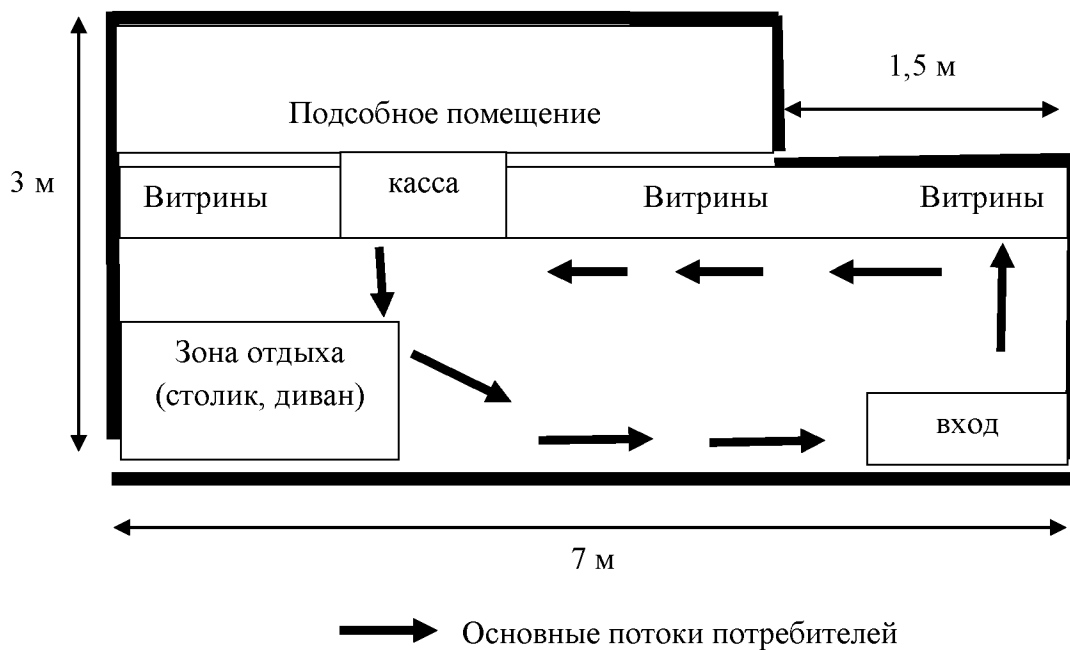 1,5 м
Подсобное помещение
3 м
Витрины
касса
Витрины
Витрины
Зона отдыха
(столик, диван)
вход
7 м
Основные потоки потребителей